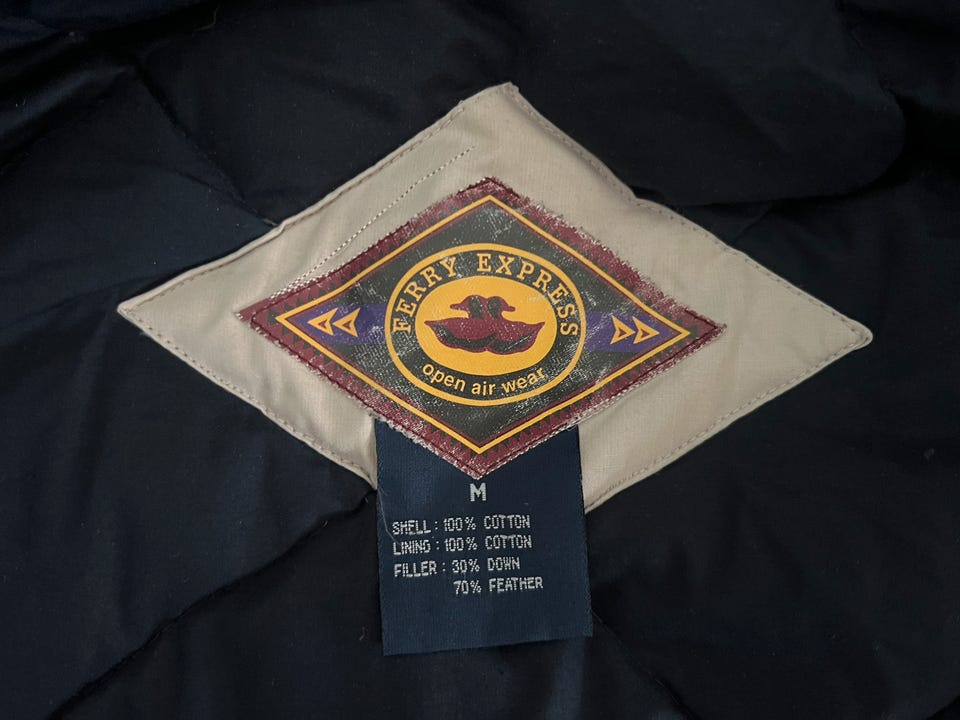 FERRY EXPRESS
open air wear
M
SHELL : 100% COTTON
LINING : 100% COTTON
FILLER : 30% DOWN
70% FEATHER